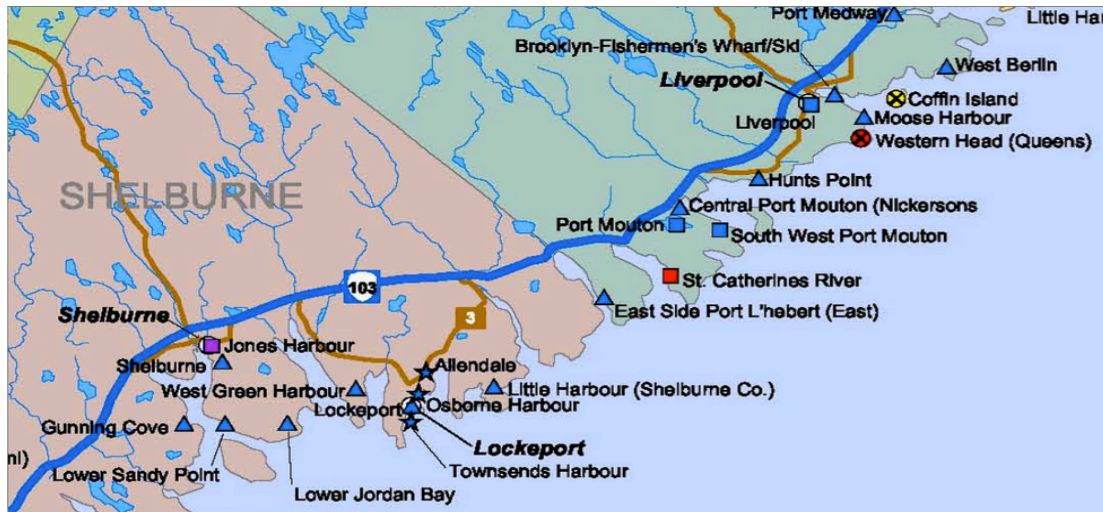 Port Medway
Little Har
Brooklyn-Fishermen's Wharf/Ski
West Berlin
Liverpool
Coffin Island
Liverpool
Moose Harbour
Western Head (Queens)
Hunts Point
SHELBURNE
Central Port Mouton (Nickersons
Port Mouton
South West Port Mouton
St. Catherines River
103
East Side Port L'hebert (East)
3
Shelburne
Jones Harbour
Shelburne
Allendale
West Green Harbour
Little Harbour (Shelburne Co.)
Lockeport
Osborne Harbour
Gunning Cove
Lockeport
nl)
Lower Sandy Point
Townsends Harbour
Lower Jordan Bay